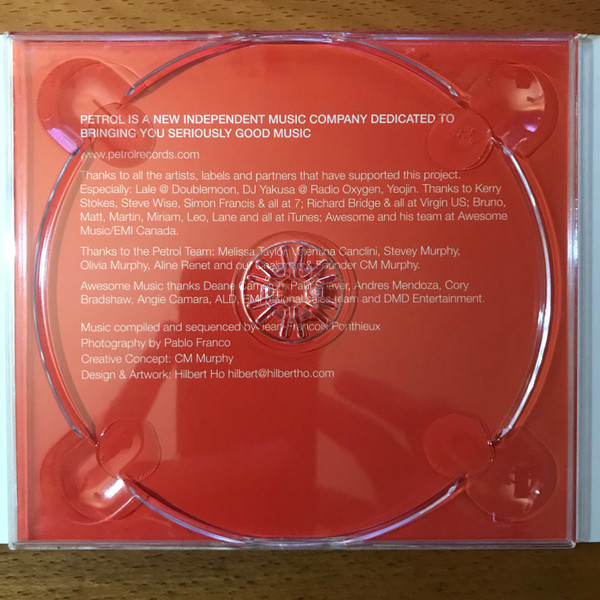 PETROL IS A NEW INDEPENDENT MUSIC COMPANY DEDICATED TO
BRINGING YOU SERIOUSLY GOOD MUSIC
www.petrolrecords.com
Thanks to all the artists, labels and partners that have supported this project.
Especially: Lale @ Doublemoon, DJ Yakusa @ Radio Oxygen, Yeojin. Thanks to Kerry
Stokes, Steve Wise, Simon Francis & all at 7; Richard Bridge & all at Virgin US; Bruno,
Matt, Martin, Miriam, Leo, Lane and all at iTunes; Awesome and his team at Awesome
Music/EMI Canada.
Thanks to the Petrol Team: Melissa Taylor, Valentina Canclini, Stevey Murphy,
Olivia Murphy, Aline Renet and our & Founder CM Murphy.
Awesome Music thanks Deane Andres Mendoza, Cory
Bradshaw, Angie Camara, ALD, EMI National Sales team and DMD Entertainment.
Music compiled and sequenced by Jean Francois Ponthieux
Photography by Pablo Franco
Creative Concept: CM Murphy
Design & Artwork: Hilbert Ho hilbert@hilbertho.com